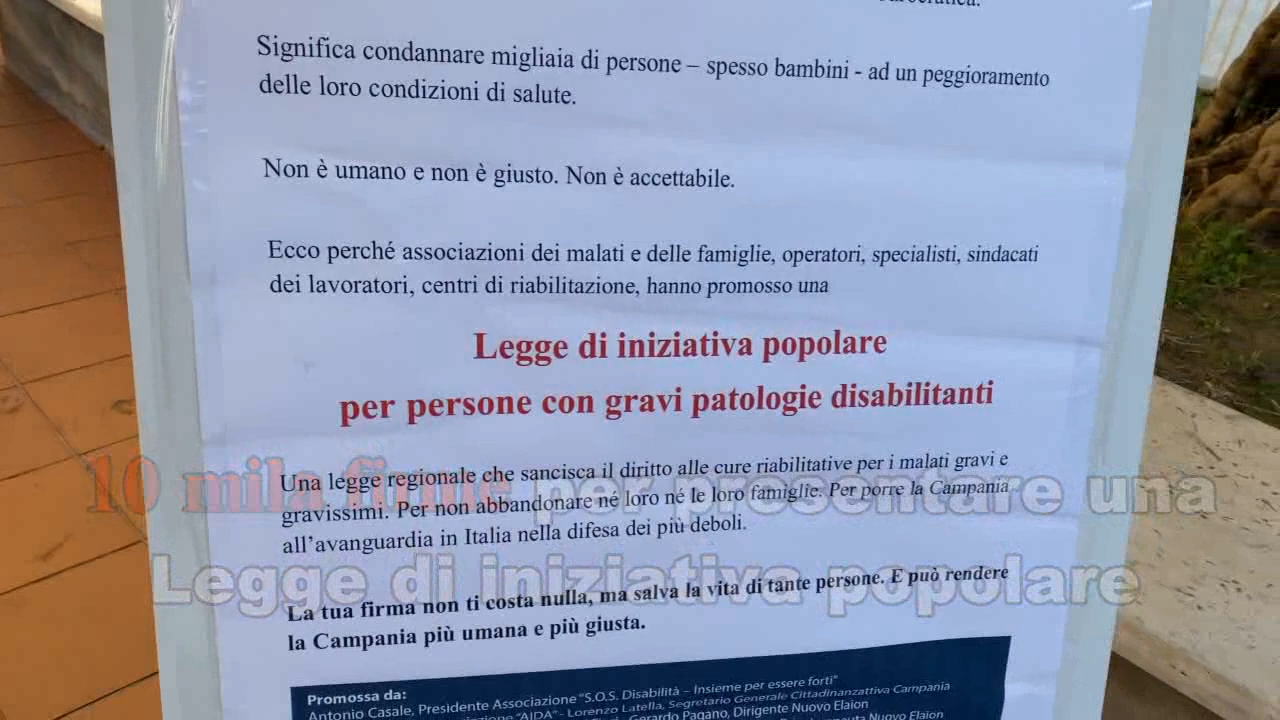 Significa condannare migliaia di persone – spesso bambini - ad un peggioramento
delle loro condizioni di salute.
Non è umano e non è giusto. Non è accettabile.
Ecco perché associazioni dei malati e delle famiglie, operatori, specialisti, sindacati
dei lavoratori, centri di riabilitazione, hanno promosso una
Legge di iniziativa popolare
per persone con gravi patologie disabilitanti
Una legge regionale che sancisca il diritto alle cure riabilitative per i malati gravi e
gravissimi. Per non abbandonare né loro né le loro famiglie. Per porre la Campania
all’avanguardia in Italia nella difesa dei più deboli.
10 mila firme per presentare una
Legge di iniziativa popolare
La tua firma non ti costa nulla, ma salva la vita di tante persone. E può rendere
la Campania più umana e più giusta.
Promossa da:
Antonio Casale, Presidente Associazione “S.O.S. Disabilità – Insieme per essere forti”
"AIDA" - Lorenzo Latella, Segretario Generale Cittadinanzattiva Campania
Gerardo Pagano, Dirigente Nuovo Elaion
Nuovo Elaion